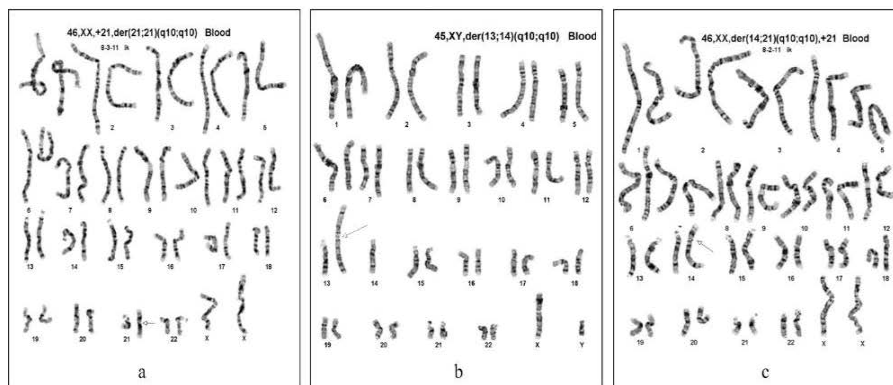 46,XX,+21,der(21;21)(q10;q10) Blood
8-3-11 ik
2 3 4 5
6 7 8 9 10 11 12
13 14 15 16 17 18
19 20 21 22 X X
a
45,XY,der(13;14)(q10;q10) Blood
1 2 3 4 5
6 7 8 9 10 11 12
13 14 15 16 17 18
19 20 21 22 X Y
b
46,XX,der(14;21)(q10;q10),+21 Blood
8-2-11 ik
1 2 3 4 5
6 7 8 9 10 11 12
13 14 15 16 17 18
19 20 21 22 X X
c